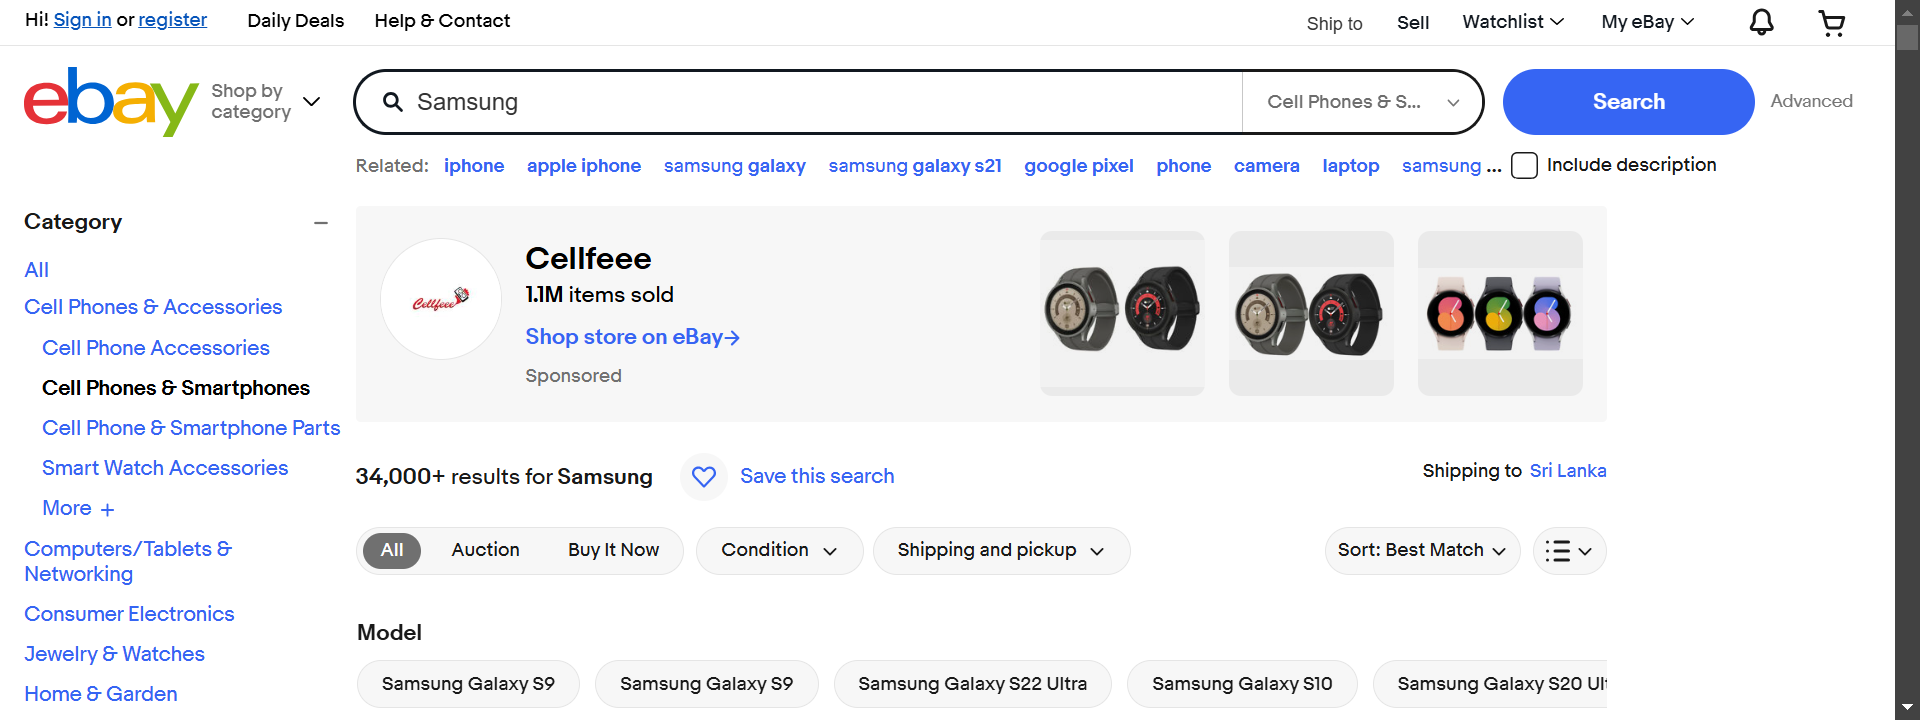 Hi! Sign in or register Daily Deals Help & Contact Ship to Sell Watchlist My eBay
ebay
Shop by
category
Samsung Cell Phones & S... Search Advanced
Related: iphone apple iphone samsung galaxy samsung galaxy s21 google pixel phone camera laptop samsung ... Include description
Category
All
Cell Phones & Accessories
Cell Phone Accessories
Cell Phones & Smartphones
Cell Phone & Smartphone Parts
Smart Watch Accessories
More +
Computers/Tablets &
Networking
Consumer Electronics
Jewelry & Watches
Home & Garden
Cellfeee
Cellfeee
1.1M items sold
Shop store on eBay→
Sponsored
34,000+ results for Samsung Save this search Shipping to Sri Lanka
All Auction Buy It Now Condition Shipping and pickup Sort: Best Match
Model
Samsung Galaxy S9 Samsung Galaxy S9 Samsung Galaxy S22 Ultra Samsung Galaxy S10 Samsung Galaxy S20